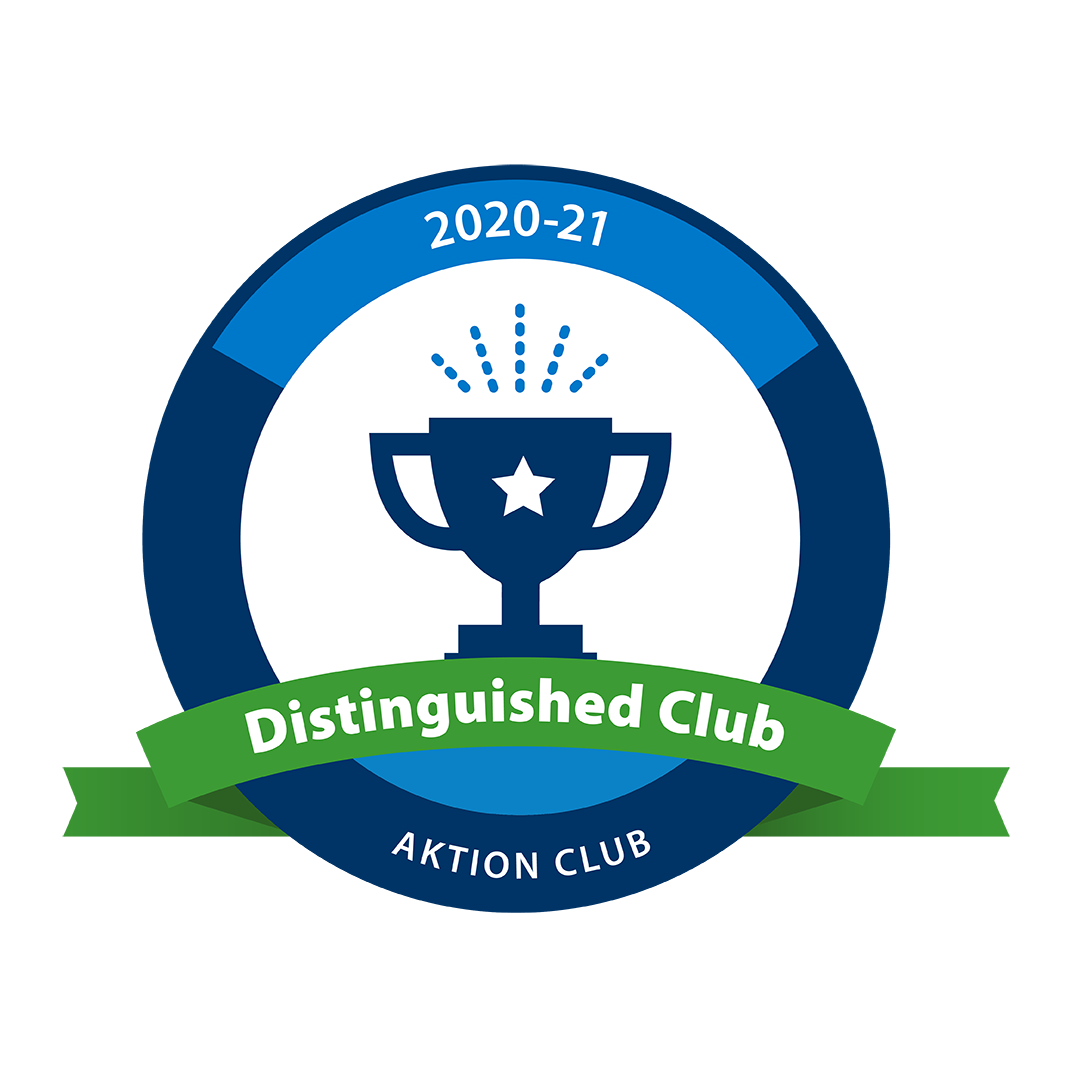 2020-21
Distinguished Club
AKTION CLUB